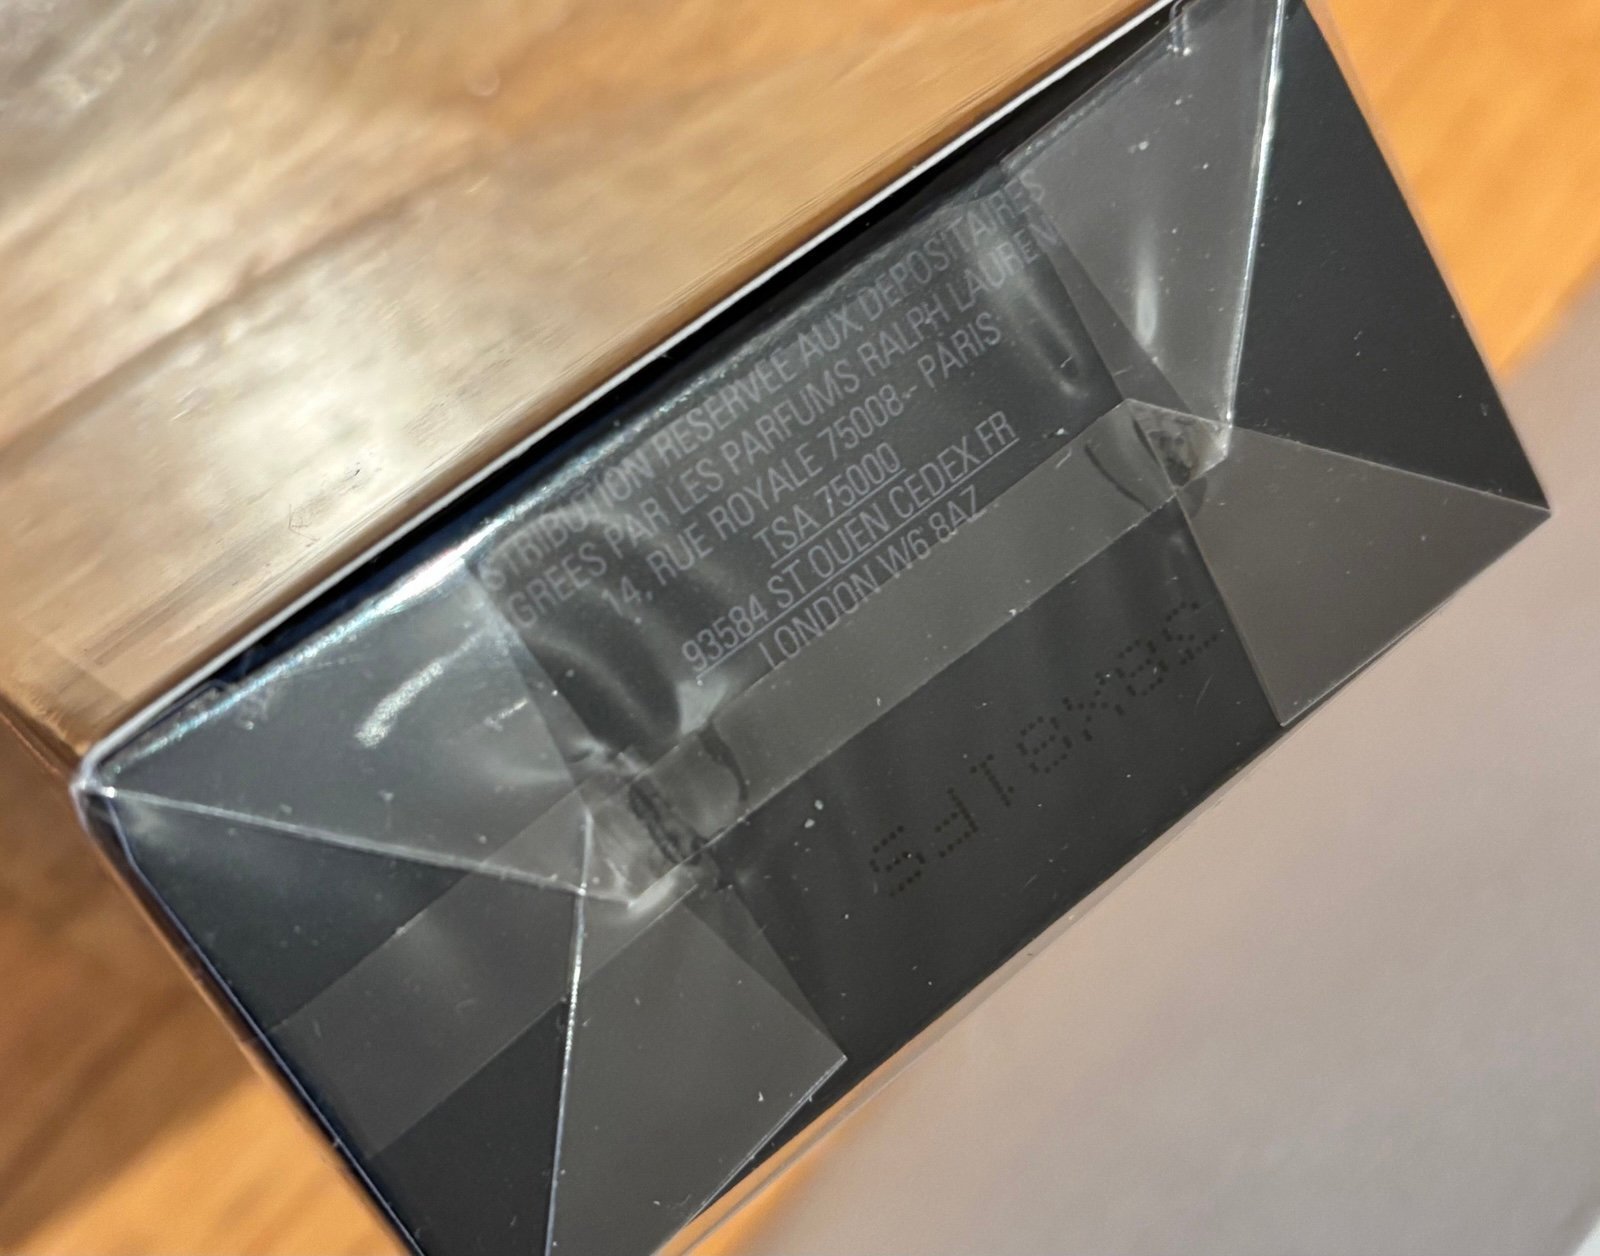 STRIBUTION RESERVEE AUX DEPOSITAIRES
GREES PAR LES PARFUMS RALPH LAUREN
14, RUE ROYALE 75008 - PARIS
TSA 75000
93584 ST OUEN CEDEX FR
LONDON W6 8AZ